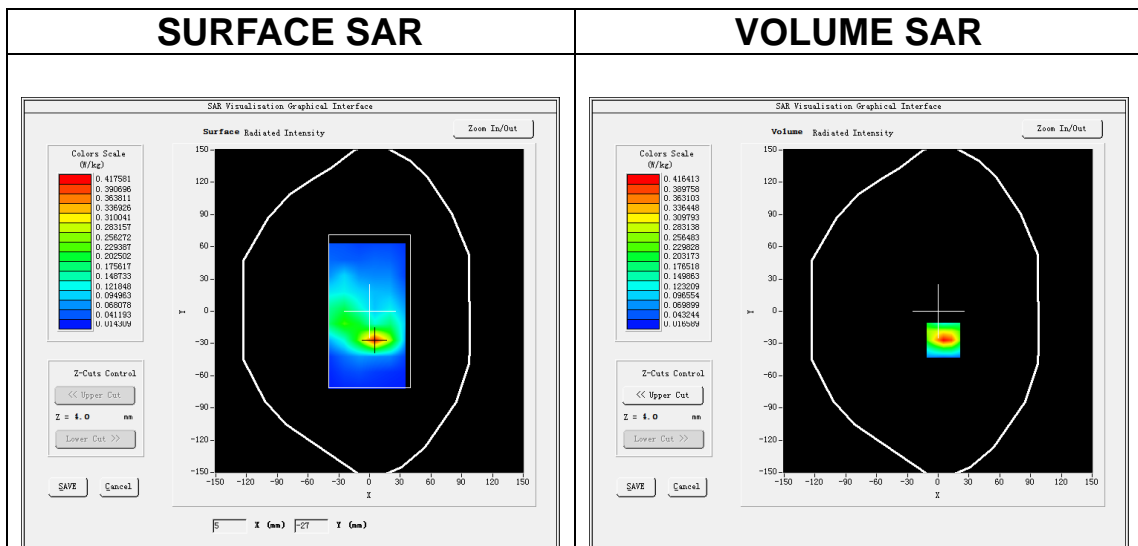 SURFACE SAR
VOLUME SAR
SAR Visualisation Graphical Interface
Surface Radiated Intensity
Zoom In/Out
Colors Scale
(W/kg)
0.417581
0.390696
0.363811
0.336926
0.310041
0.283157
0.256272
0.229387
0.202502
0.175617
0.148733
0.121848
0.094963
0.068078
0.041193
0.014309
150
120
90
60
30
0
-30
-60
-90
-120
-150
Y
-150 -120 -90 -60 -30 0 30 60 90 120 150
X
Z-Cuts Control
<< Upper Cut
Z = 4.0 mm
Lower Cut >>
SAVE Cancel
5 X (mm) -27 Y (mm)
SAR Visualisation Graphical Interface
Volume Radiated Intensity
Zoom In/Out
Colors Scale
(W/kg)
0.416413
0.389758
0.363103
0.336448
0.309793
0.283138
0.256483
0.229828
0.203173
0.176518
0.149863
0.123209
0.096554
0.069899
0.043244
0.016589
150
120
90
60
30
0
-30
-60
-90
-120
-150
Y
-150 -120 -90 -60 -30 0 30 60 90 120 150
X
Z-Cuts Control
<< Upper Cut
Z = 4.0 mm
Lower Cut >>
SAVE Cancel